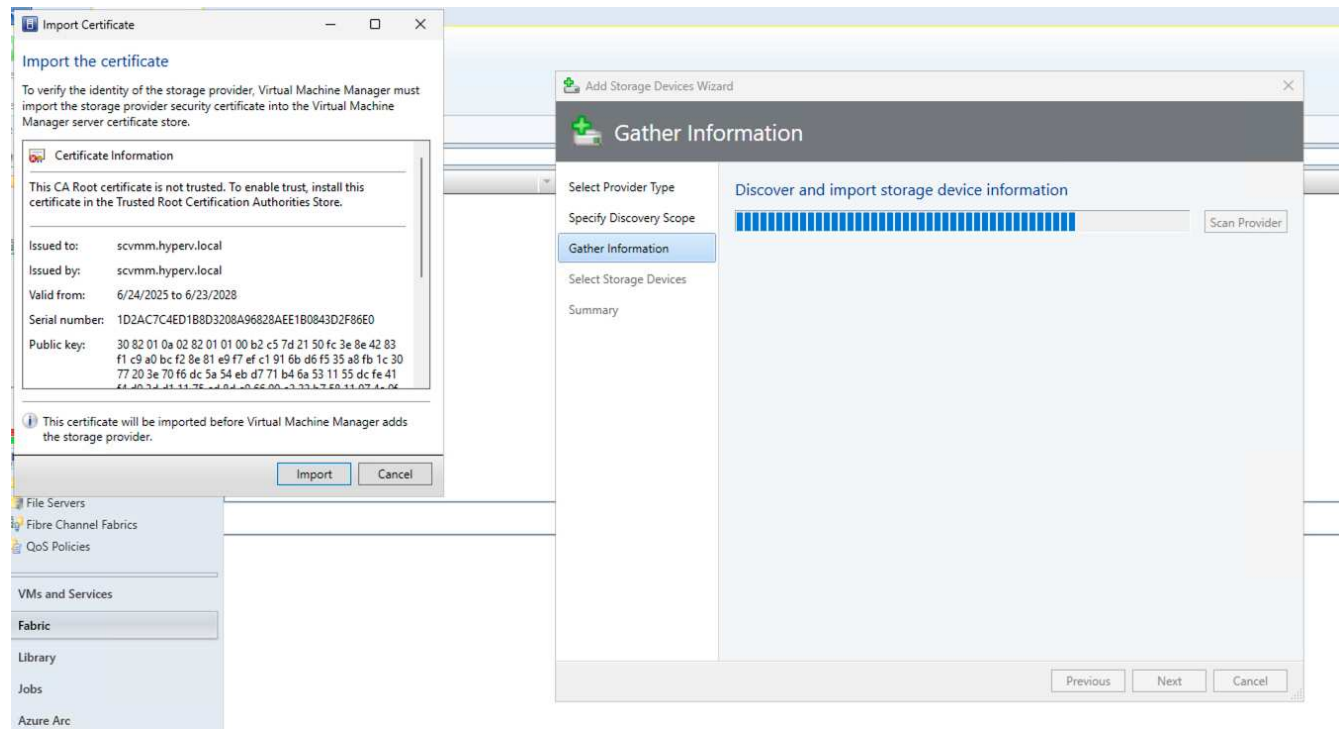 Import Certificate
Import the certificate
To verify the identity of the storage provider, Virtual Machine Manager must
import the storage provider security certificate into the Virtual Machine
Manager server certificate store.
Certificate Information
This CA Root certificate is not trusted. To enable trust, install this
certificate in the Trusted Root Certification Authorities Store.
Issued to: scvmm.hyperv.local
Issued by: scvmm.hyperv.local
Valid from: 6/24/2025 to 6/23/2028
Serial number: 1D2AC7C4ED1B8D3208A96828AEE1B0843D2F86E0
Public key: 30 82 01 0a 02 82 01 01 00 b2 c5 7d 21 50 fc 3e 8e 42 83
f1 c9 a0 bc f2 8e 81 e9 f7 ef c1 91 6b d6 f5 35 a8 fb 1c 30
77 20 3e 70 f6 dc 5a 54 eb d7 71 b4 6a 53 11 55 dc fe 41
This certificate will be imported before Virtual Machine Manager adds
the storage provider.
Import Cancel
File Servers
Fibre Channel Fabrics
QoS Policies
VMs and Services
Fabric
Library
Jobs
Azure Arc
Add Storage Devices Wizard
Gather Information
Select Provider Type
Specify Discovery Scope
Gather Information
Select Storage Devices
Summary
Discover and import storage device information
Scan Provider
Previous Next Cancel